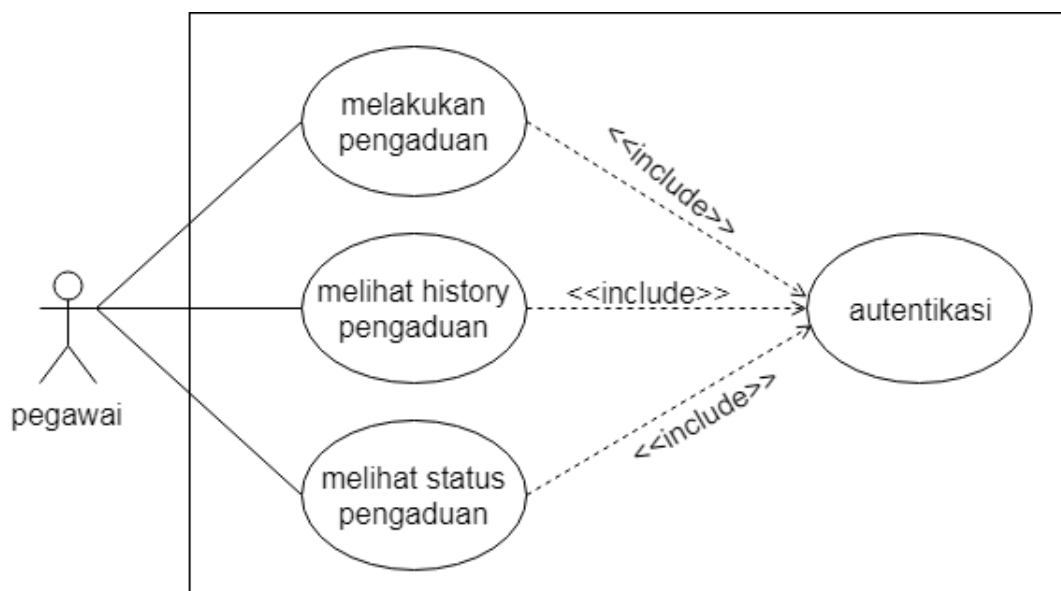 melakukan
pengaduan
<<include>>
melihat history
pengaduan
<<include>>
autentikasi
pegawai
melihat status
pengaduan
<<include>>